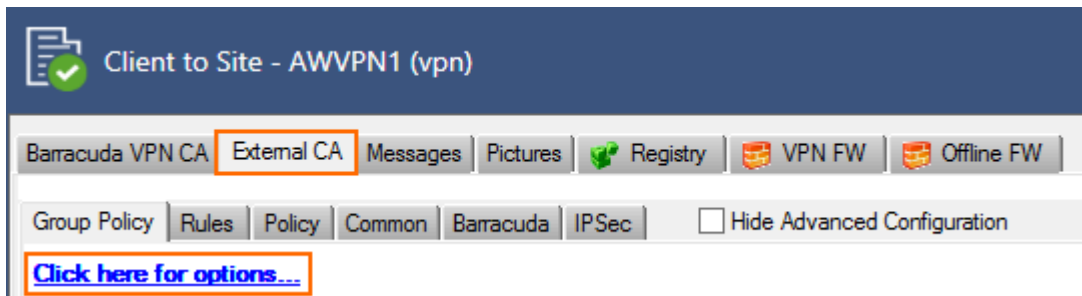 Client to Site - AWVPN1 (vpn)
Barracuda VPN CA External CA Messages Pictures Registry VPN FW Offline FW
Group Policy Rules Policy Common Barracuda IPSec Hide Advanced Configuration
Click here for options...